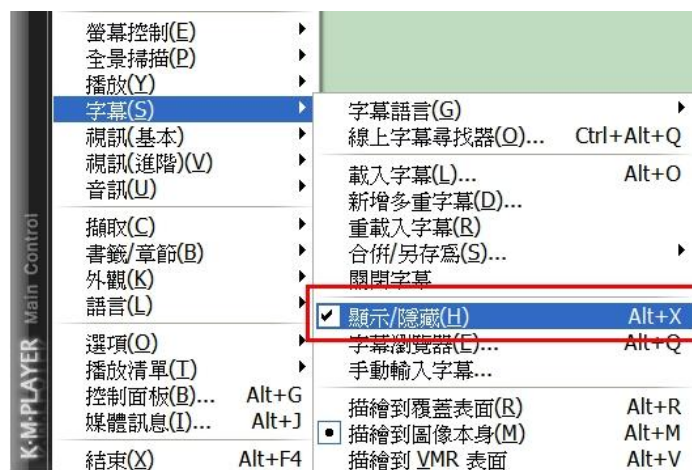 螢幕控制(E)
全景掃描(P)
播放(Y)
字幕(S)
視訊(基本)
視訊(進階)(V)
音訊(U)
擷取(C)
書籤/章節(B)
外觀(K)
語言(L)
選項(O)
播放清單(T)
控制面板(B)... Alt+G
媒體訊息(I)... Alt+J
結束(X) Alt+F4
字幕語言(G)
線上字幕尋找器(O)... Ctrl+Alt+Q
載入字幕(L)... Alt+O
新增多重字幕(D)...
重載入字幕(R)
合併/另存為(S)...
關閉字幕
顯示/隱藏(H) Alt+X
字幕瀏覽器(E)... Alt+Q
手動輸入字幕...
描繪到覆蓋表面(R) Alt+R
描繪到圖像本身(M) Alt+M
描繪到 VMR 表面 Alt+V
K·M·PLAYER Main Control